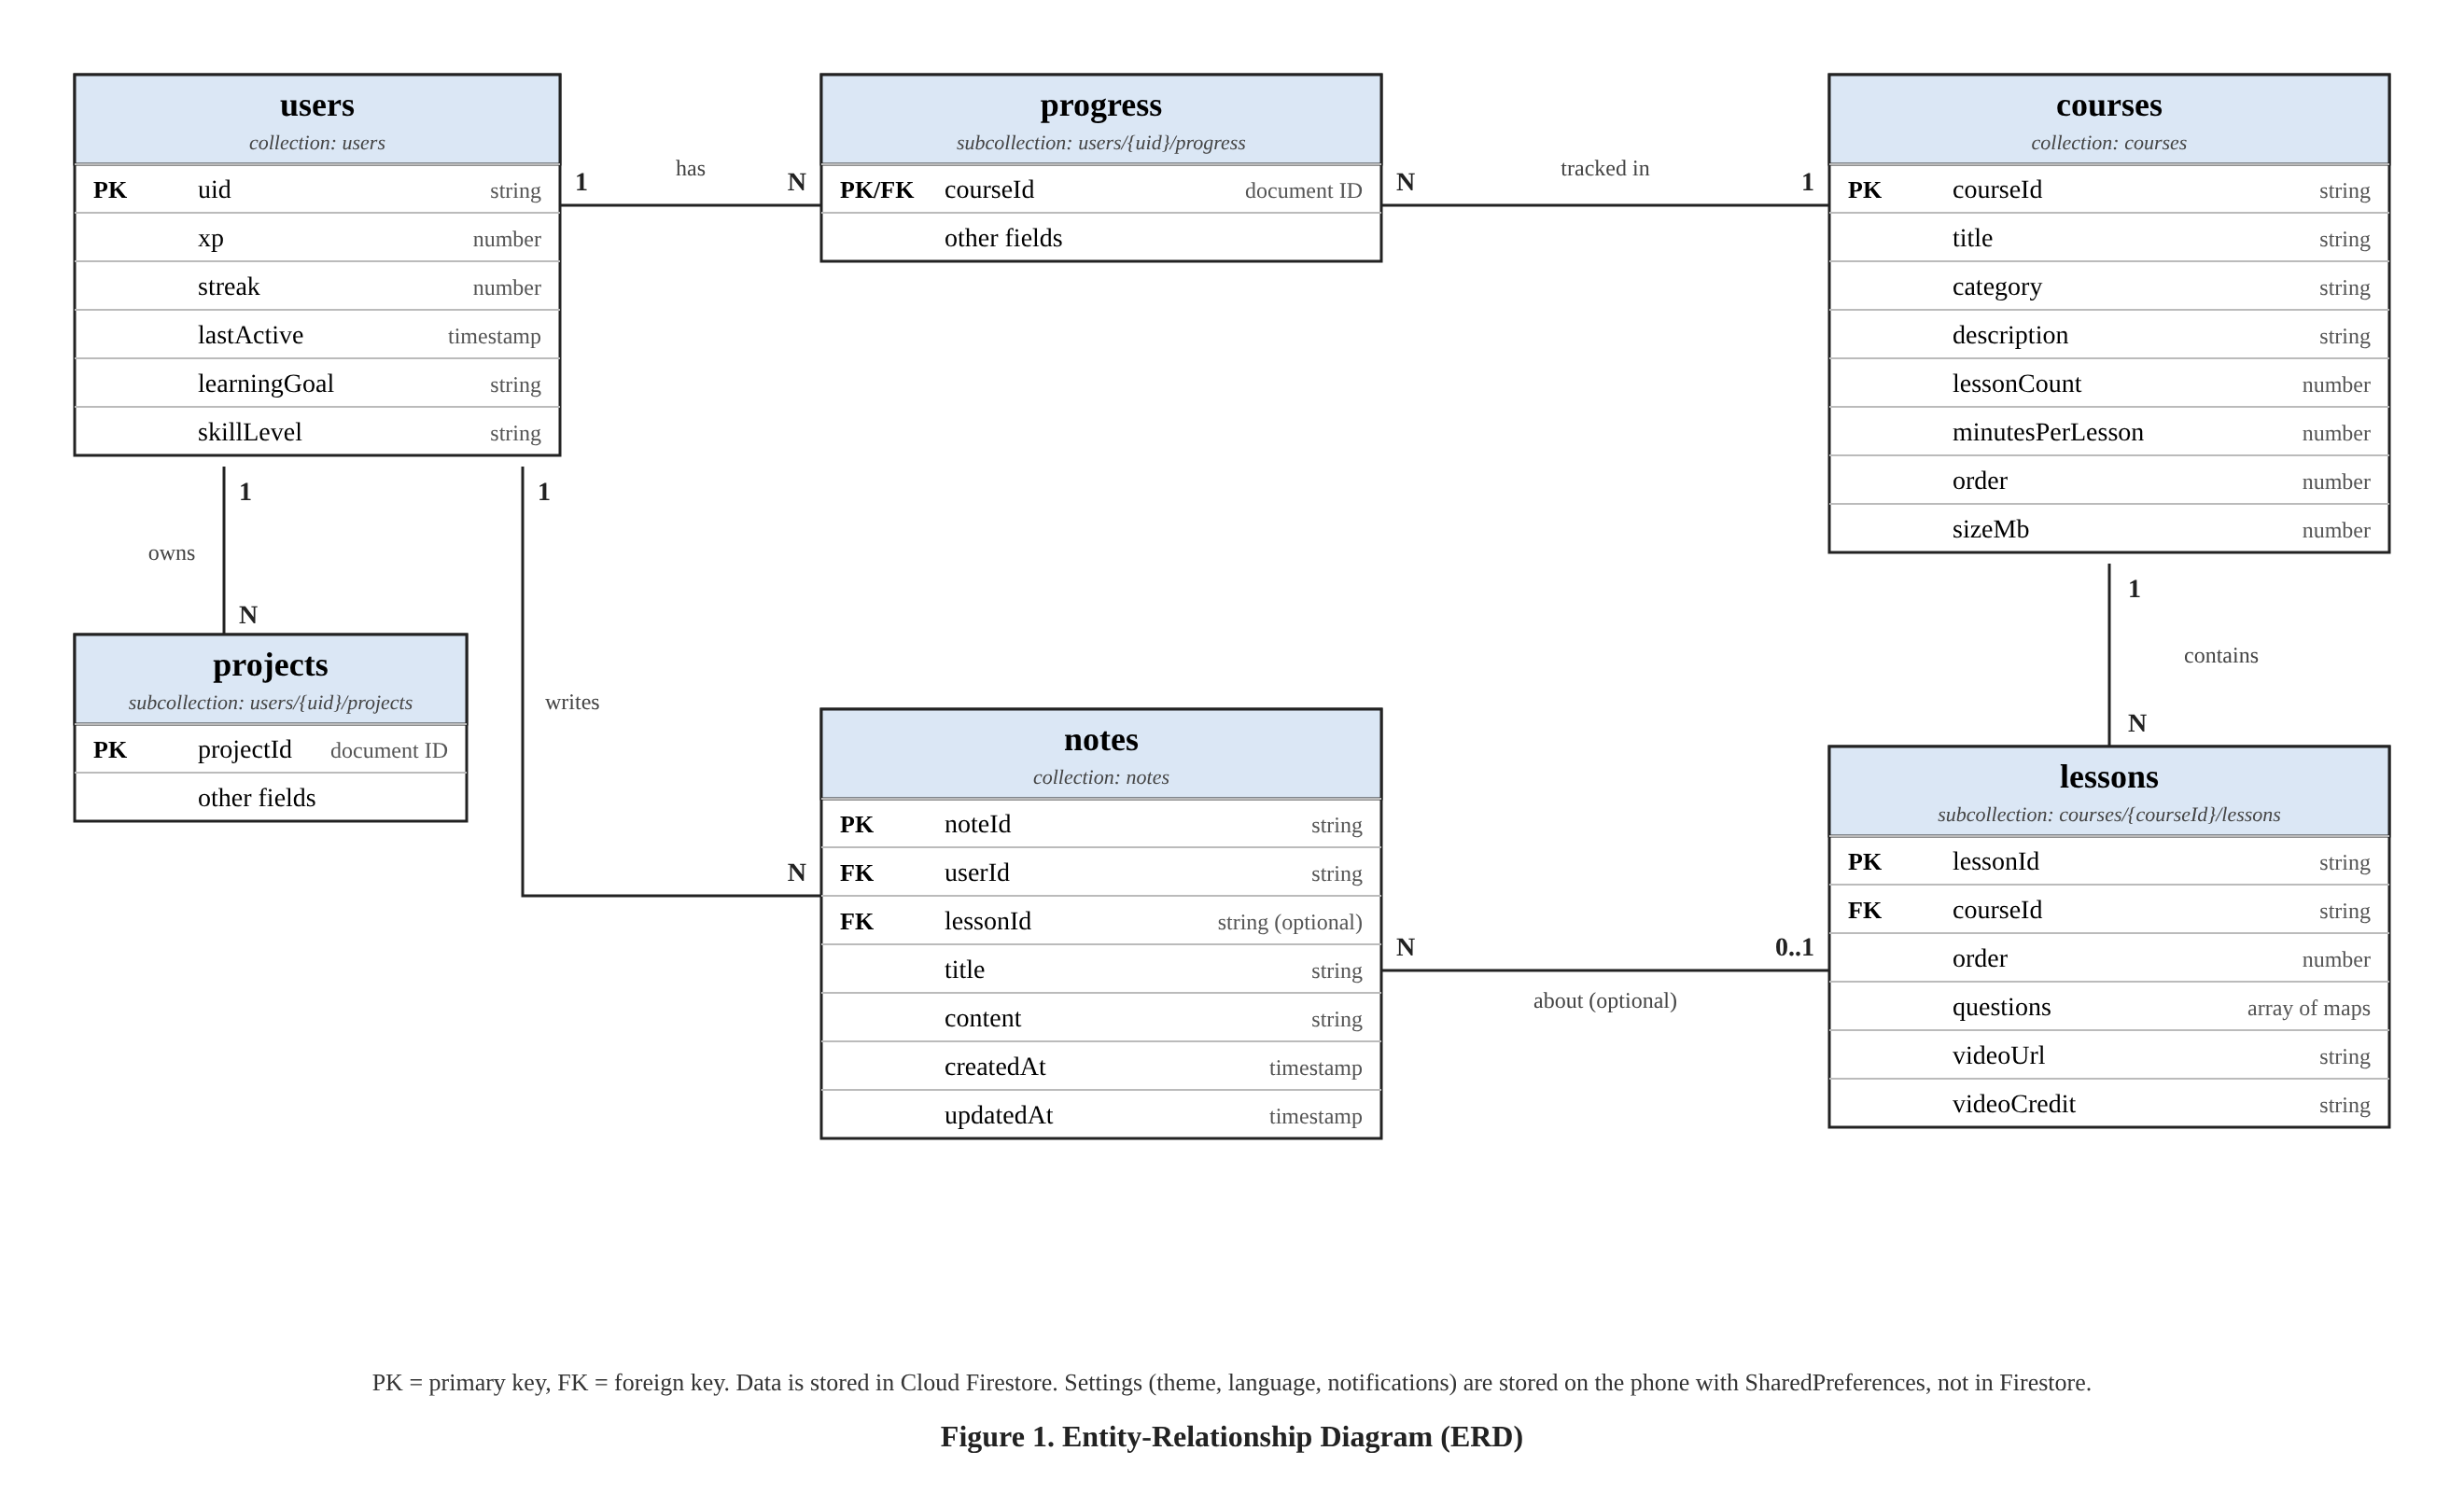 users
collection: users
PK uid string
xp number
streak number
lastActive timestamp
learningGoal string
skillLevel string
1 has N
progress
subcollection: users/{uid}/progress
PK/FK courseId document ID
other fields
N tracked in 1
courses
collection: courses
PK courseId string
title string
category string
description string
lessonCount number
minutesPerLesson number
order number
sizeMb number
1
owns
N
1
writes
N
1
contains
N
projects
subcollection: users/{uid}/projects
PK projectId document ID
other fields
notes
collection: notes
PK noteId string
FK userId string
FK lessonId string (optional)
title string
content string
createdAt timestamp
updatedAt timestamp
N 0..1
about (optional)
lessons
subcollection: courses/{courseId}/lessons
PK lessonId string
FK courseId string
order number
questions array of maps
videoUrl string
videoCredit string
PK = primary key, FK = foreign key. Data is stored in Cloud Firestore. Settings (theme, language, notifications) are stored on the phone with SharedPreferences, not in Firestore.
Figure 1. Entity-Relationship Diagram (ERD)